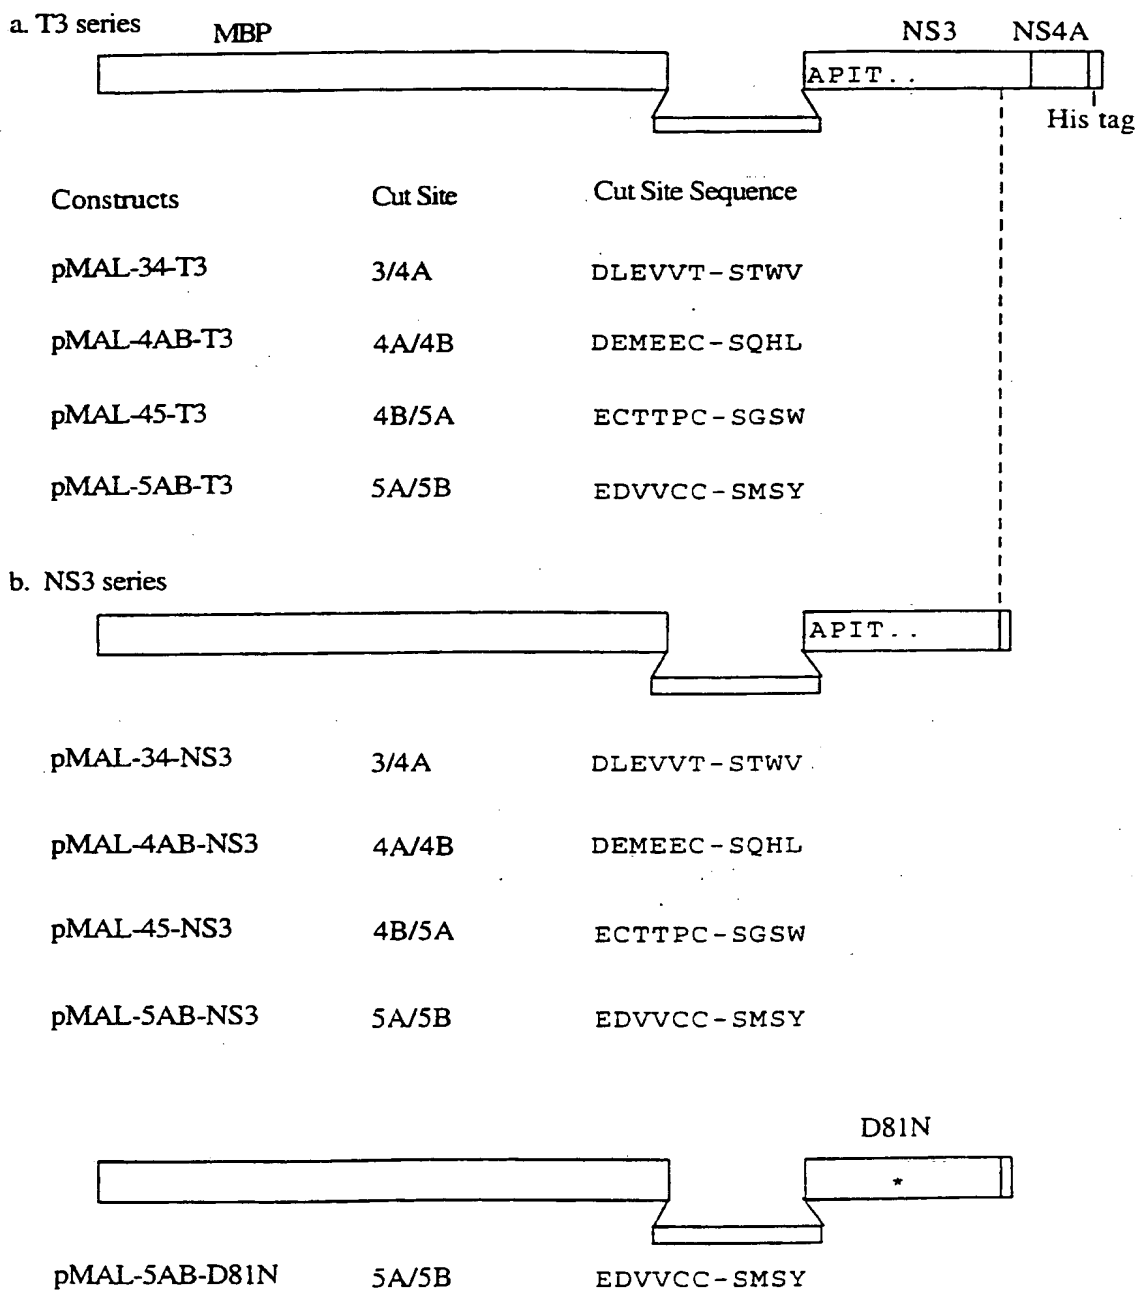 a. T3 series
MBP
NS3 NS4A
APIT..
His tag
Constructs Cut Site Cut Site Sequence
pMAL-34-T3 3/4A DLEVVT-STWV
pMAL-4AB-T3 4A/4B DEMEEC-SQHL
pMAL-45-T3 4B/5A ECTTPC-SGSW
pMAL-5AB-T3 5A/5B EDVVCC-SMSY
b. NS3 series
APIT..
pMAL-34-NS3 3/4A DLEVVT-STWV
pMAL-4AB-NS3 4A/4B DEMEEC-SQHL
pMAL-45-NS3 4B/5A ECTTPC-SGSW
pMAL-5AB-NS3 5A/5B EDVVCC-SMSY
D81N
*
pMAL-5AB-D81N 5A/5B EDVVCC-SMSY